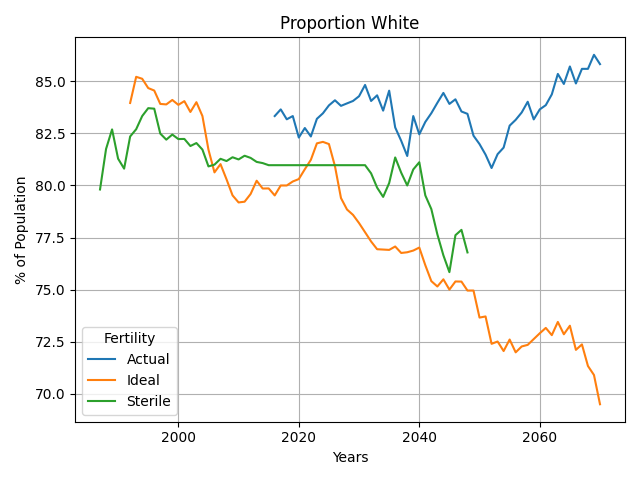 Proportion White
% of Population
85.0
82.5
80.0
77.5
75.0
72.5
70.0
Fertility
Actual
Ideal
Sterile
2000 2020 2040 2060
Years